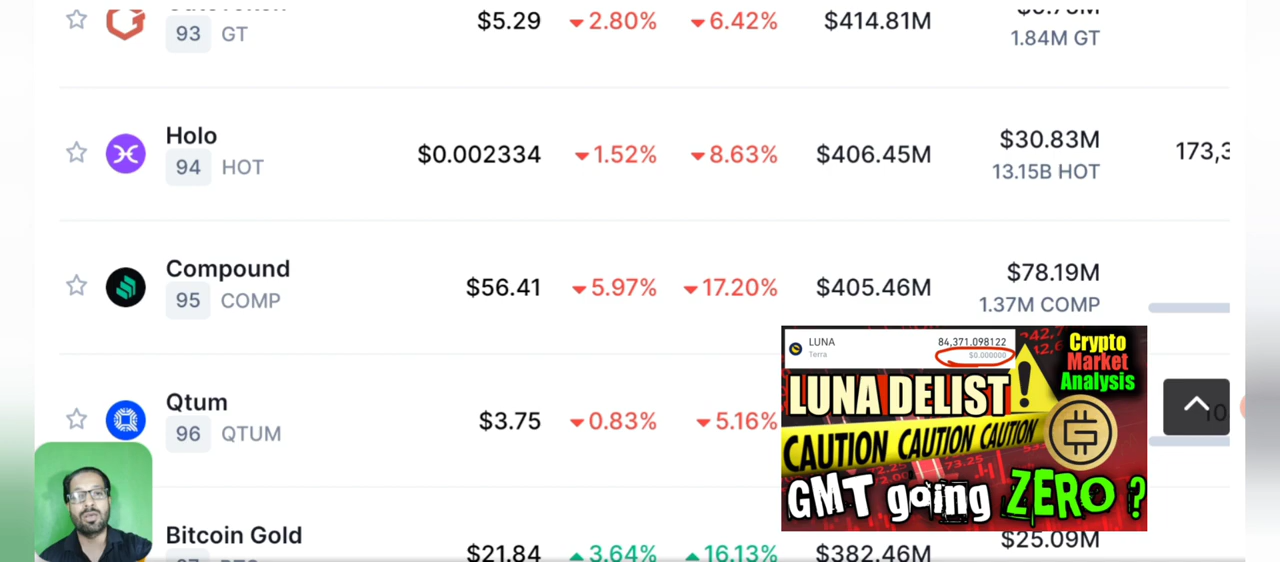 93 GT $5.29 2.80% 6.42% $414.81M
1.84M GT
Holo
94 HOT $0.002334 1.52% 8.63% $406.45M $30.83M
13.15B HOT 173,3
Compound
95 COMP $56.41 5.97% 17.20% $405.46M $78.19M
1.37M COMP
Qtum
96 QTUM $3.75 0.83% 5.16%
Bitcoin Gold
$21.84 3.64% 16.13% $382.46M $25.09M
LUNA 84,371.098122
Terra $0.000000
Crypto
Market
Analysis
LUNA DELIST !
CAUTION CAUTION CAUTION
GMT going ZERO ?